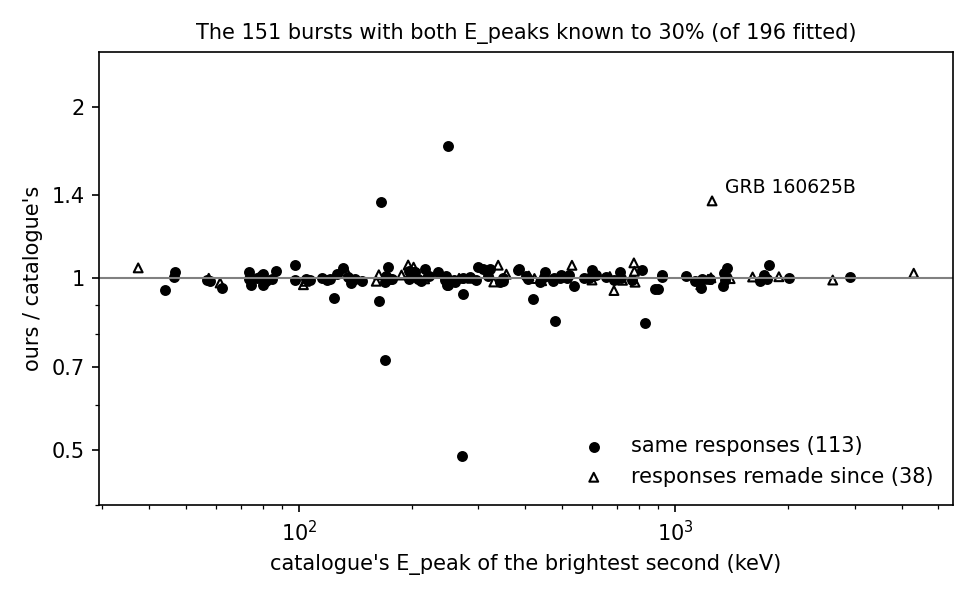 The 151 bursts with both E_peaks known to 30% (of 196 fitted)
2
1.4
1
0.7
0.5
ours / catalogue's
GRB 160625B
same responses (113)
responses remade since (38)
10²
10³
catalogue's E_peak of the brightest second (keV)